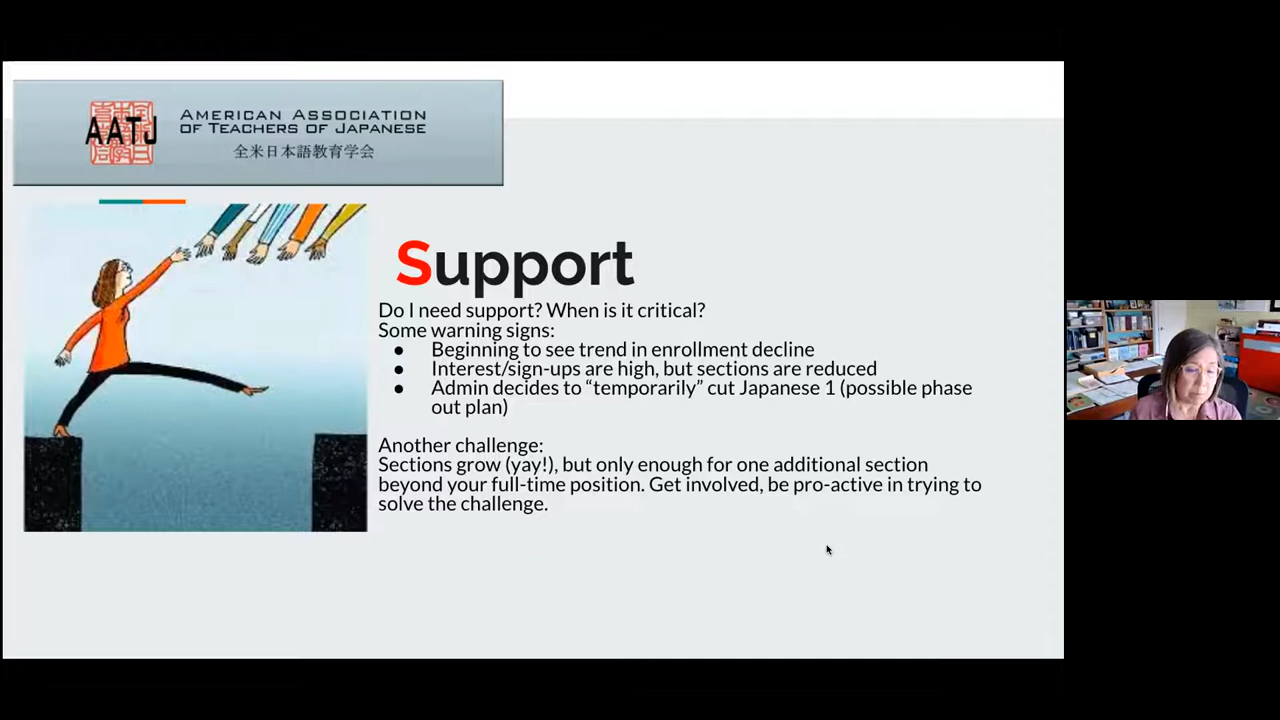 AATJ
AMERICAN ASSOCIATION
OF TEACHERS OF JAPANESE
全米日本語教育学会
Support
Do I need support? When is it critical?
Some warning signs:
● Beginning to see trend in enrollment decline
● Interest/sign-ups are high, but sections are reduced
● Admin decides to “temporarily” cut Japanese 1 (possible phase
out plan)
Another challenge:
Sections grow (yay!), but only enough for one additional section
beyond your full-time position. Get involved, be pro-active in trying to
solve the challenge.